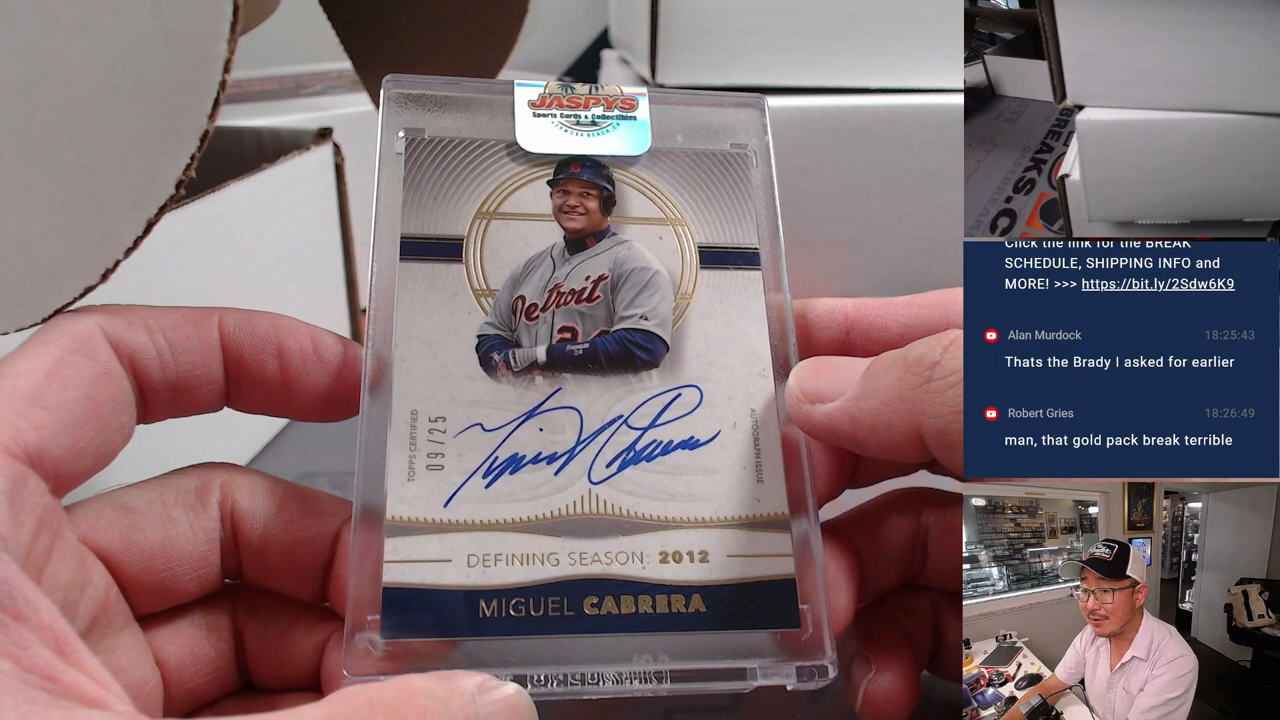 JASPYS
Sports Cards & Collectibles
Detroit
TOPPS CERTIFIED
09/25
AUTOGRAPH ISSUE
DEFINING SEASON: 2012
MIGUEL CABRERA
BREAKS.C
Click the link for the BREAK
SCHEDULE, SHIPPING INFO and
MORE! >>> https://bit.ly/2Sdw6K9
Alan Murdock 18:25:43
Thats the Brady I asked for earlier
Robert Gries 18:26:49
man, that gold pack break terrible